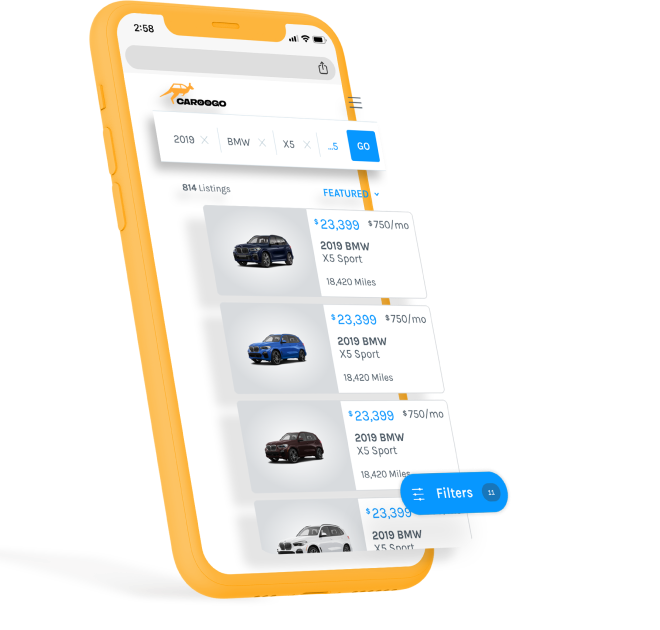 2:58
CAROOGO
2019 BMW X5 ...5 GO
814 Listings FEATURED
$23,399 $750/mo
2019 BMW
X5 Sport
18,420 Miles
$23,399 $750/mo
2019 BMW
X5 Sport
18,420 Miles
$23,399 $750/mo
2019 BMW
X5 Sport
18,420 Miles
Filters 11
$23,399
2019 BMW
X5 Sport